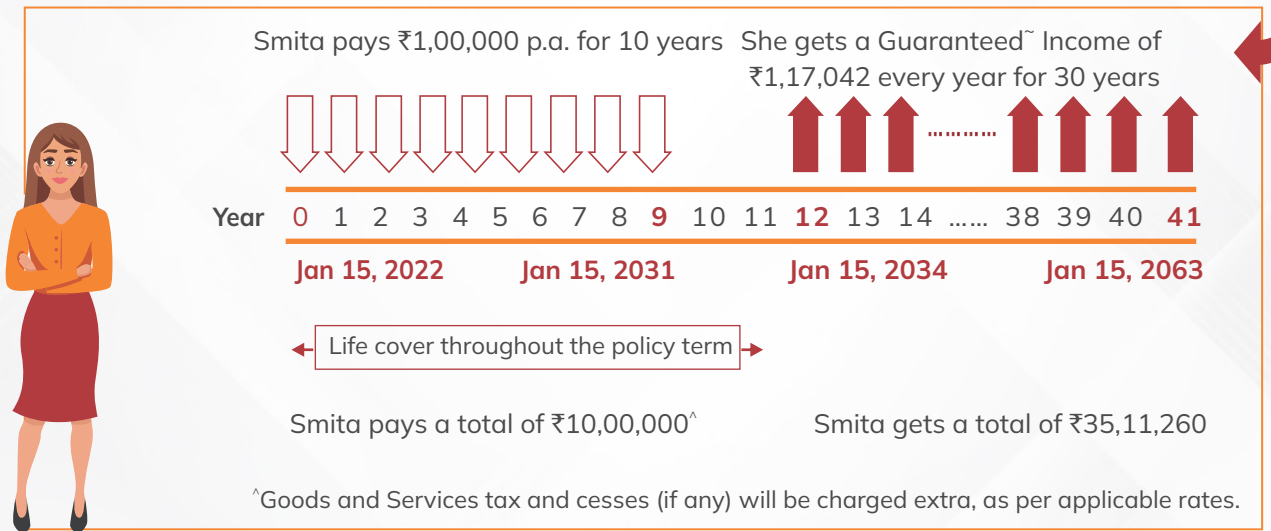 Smita pays ₹1,00,000 p.a. for 10 years
She gets a Guaranteed~ Income of
₹1,17,042 every year for 30 years
Year 0 1 2 3 4 5 6 7 8 9 10 11 12 13 14 ...... 38 39 40 41
Jan 15, 2022 Jan 15, 2031 Jan 15, 2034 Jan 15, 2063
Life cover throughout the policy term
Smita pays a total of ₹10,00,000^
Smita gets a total of ₹35,11,260
^Goods and Services tax and cesses (if any) will be charged extra, as per applicable rates.